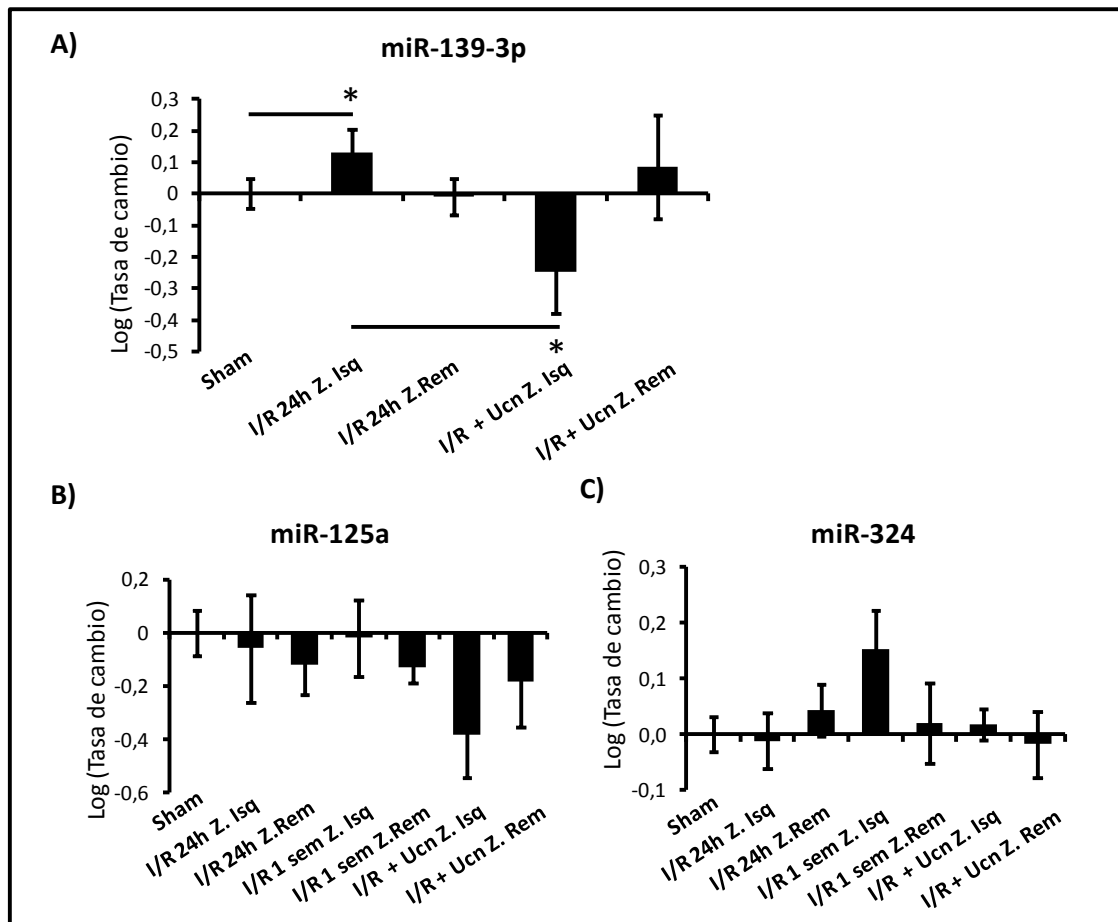 A)
miR-139-3p
Log (Tasa de cambio)
0,3
0,2
0,1
0
-0,1
-0,2
-0,3
-0,4
-0,5
*
*
Sham
I/R 24h Z. Isq
I/R 24h Z.Rem
I/R + Ucn Z. Isq
I/R + Ucn Z. Rem
B)
miR-125a
Log (Tasa de cambio)
0,2
0
-0,2
-0,4
-0,6
Sham
I/R 24h Z. Isq
I/R 24h Z.Rem
I/R 1 sem Z. Isq
I/R 1 sem Z.Rem
I/R + Ucn Z. Isq
I/R + Ucn Z. Rem
C)
miR-324
Log (Tasa de cambio)
0,3
0,2
0,1
0,0
-0,1
Sham
I/R 24h Z. Isq
I/R 24h Z.Rem
I/R 1 sem Z. Isq
I/R 1 sem Z.Rem
I/R + Ucn Z. Isq
I/R + Ucn Z. Rem